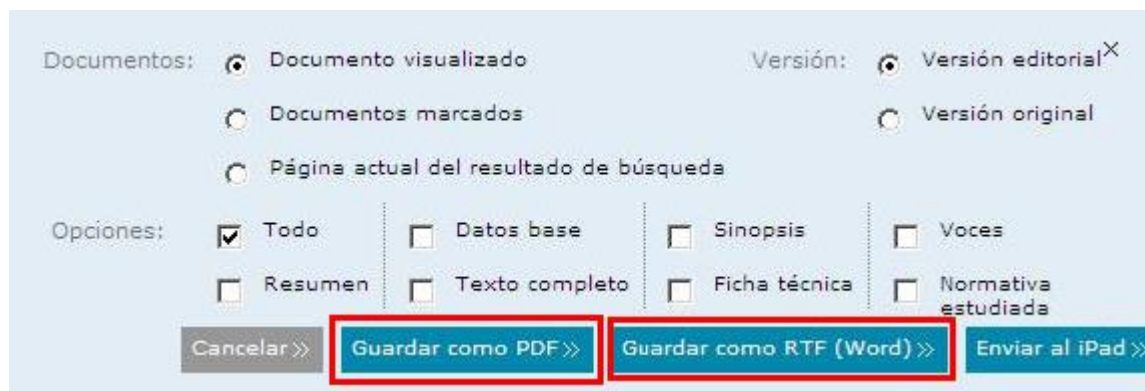 Documentos: Documento visualizado Versión: Versión editorial X
Documentos marcados Versión original
Página actual del resultado de búsqueda
Opciones: Todo Datos base Sinopsis Voces
Resumen Texto completo Ficha técnica Normativa
estudiada
Cancelar» Guardar como PDF» Guardar como RTF (Word)» Enviar al iPad»